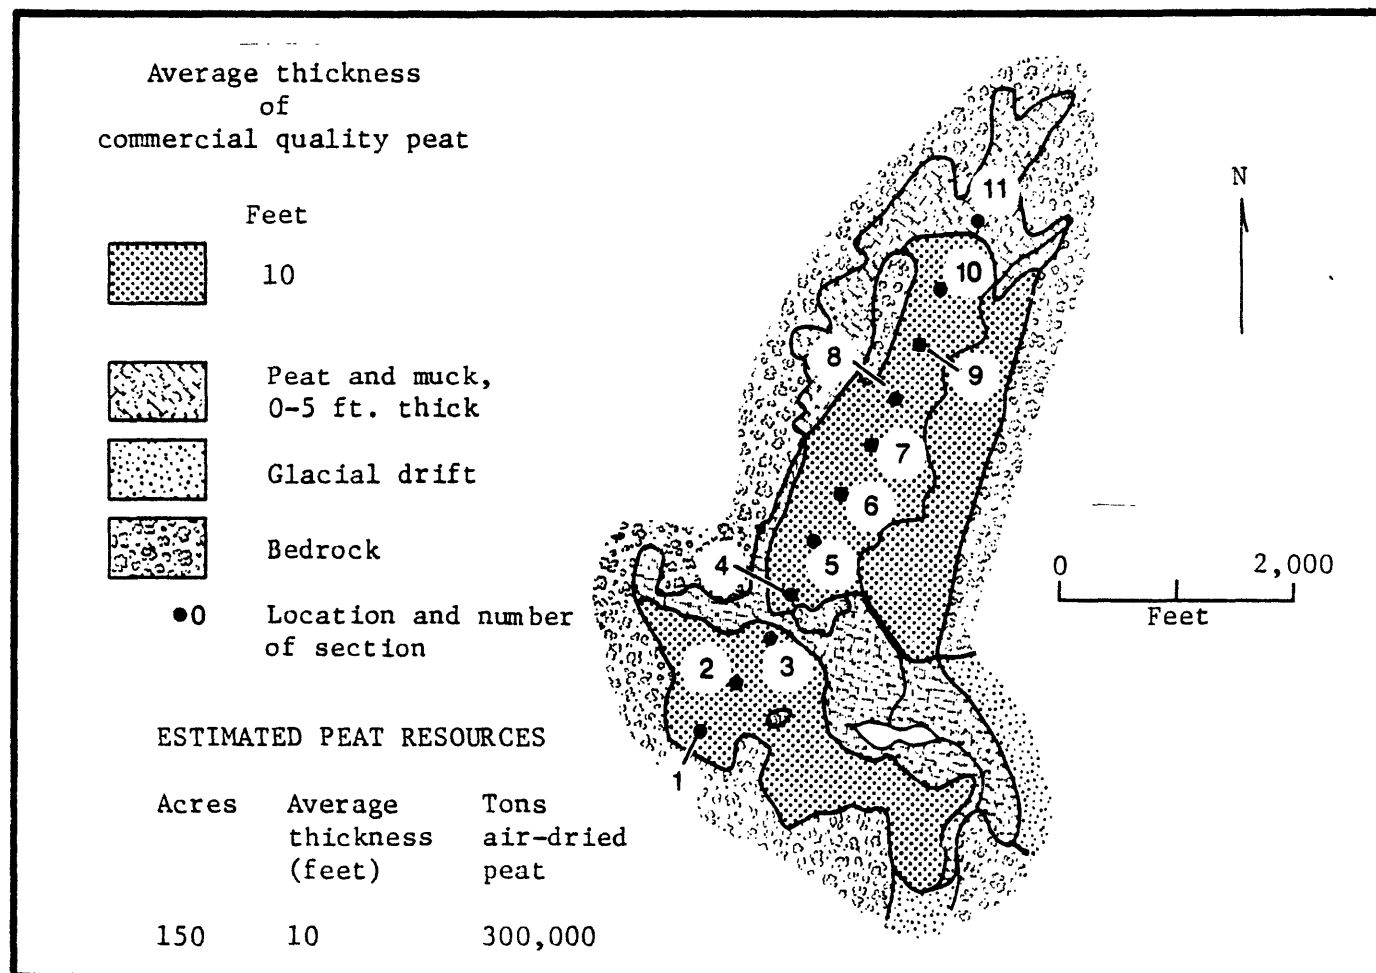 Average thickness
of
commercial quality peat
Feet
10
Peat and muck,
0-5 ft. thick
Glacial drift
Bedrock
0 Location and number
of section
ESTIMATED PEAT RESOURCES
Acres Average Tons
thickness air-dried
(feet) peat
150 10 300,000
11
10
8
9
7
6
4
5
2
3
1
N
0 2,000
Feet